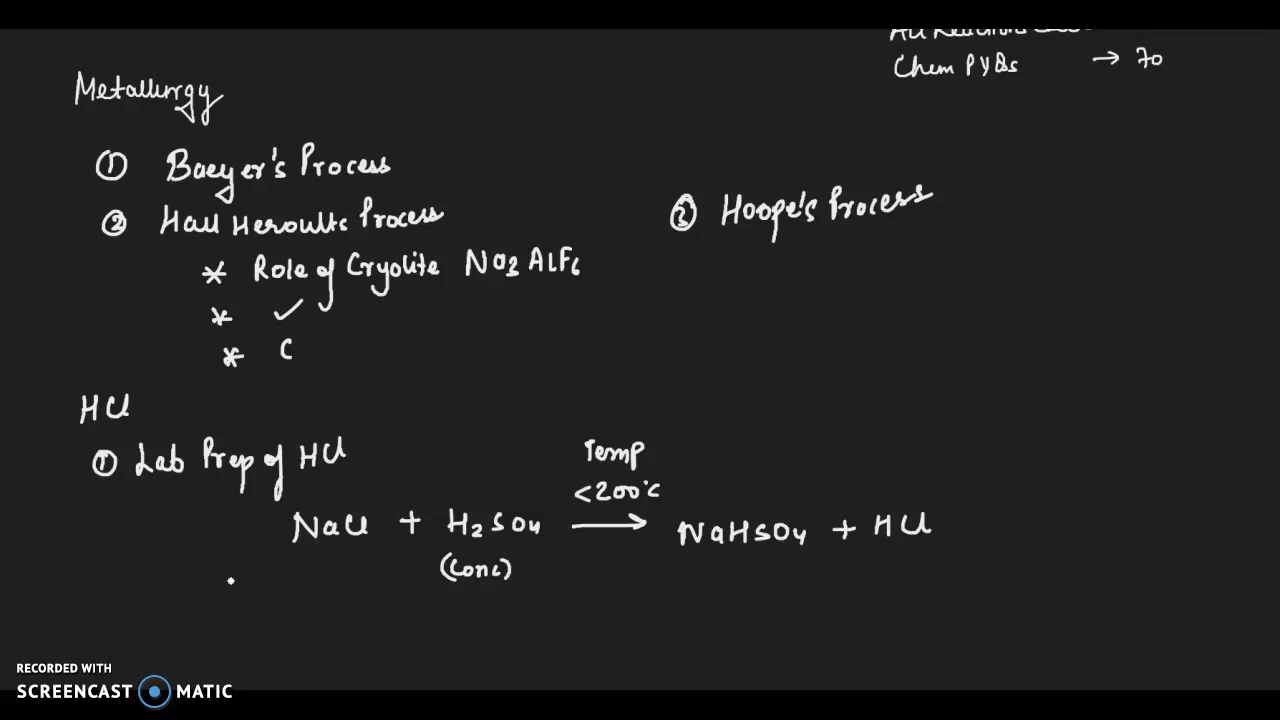 Chem PYQs → 70
Metallurgy
① Baeyer's Process
② Hall Heroults Process
③ Hoope's Process
* Role of Cryolite Na3AlF6
* ✓
* C
HCl
① Lab Prep of HCl
Temp
<200°C
NaCl + H2SO4 → NaHSO4 + HCl
(Conc)
RECORDED WITH
SCREENCAST MATIC